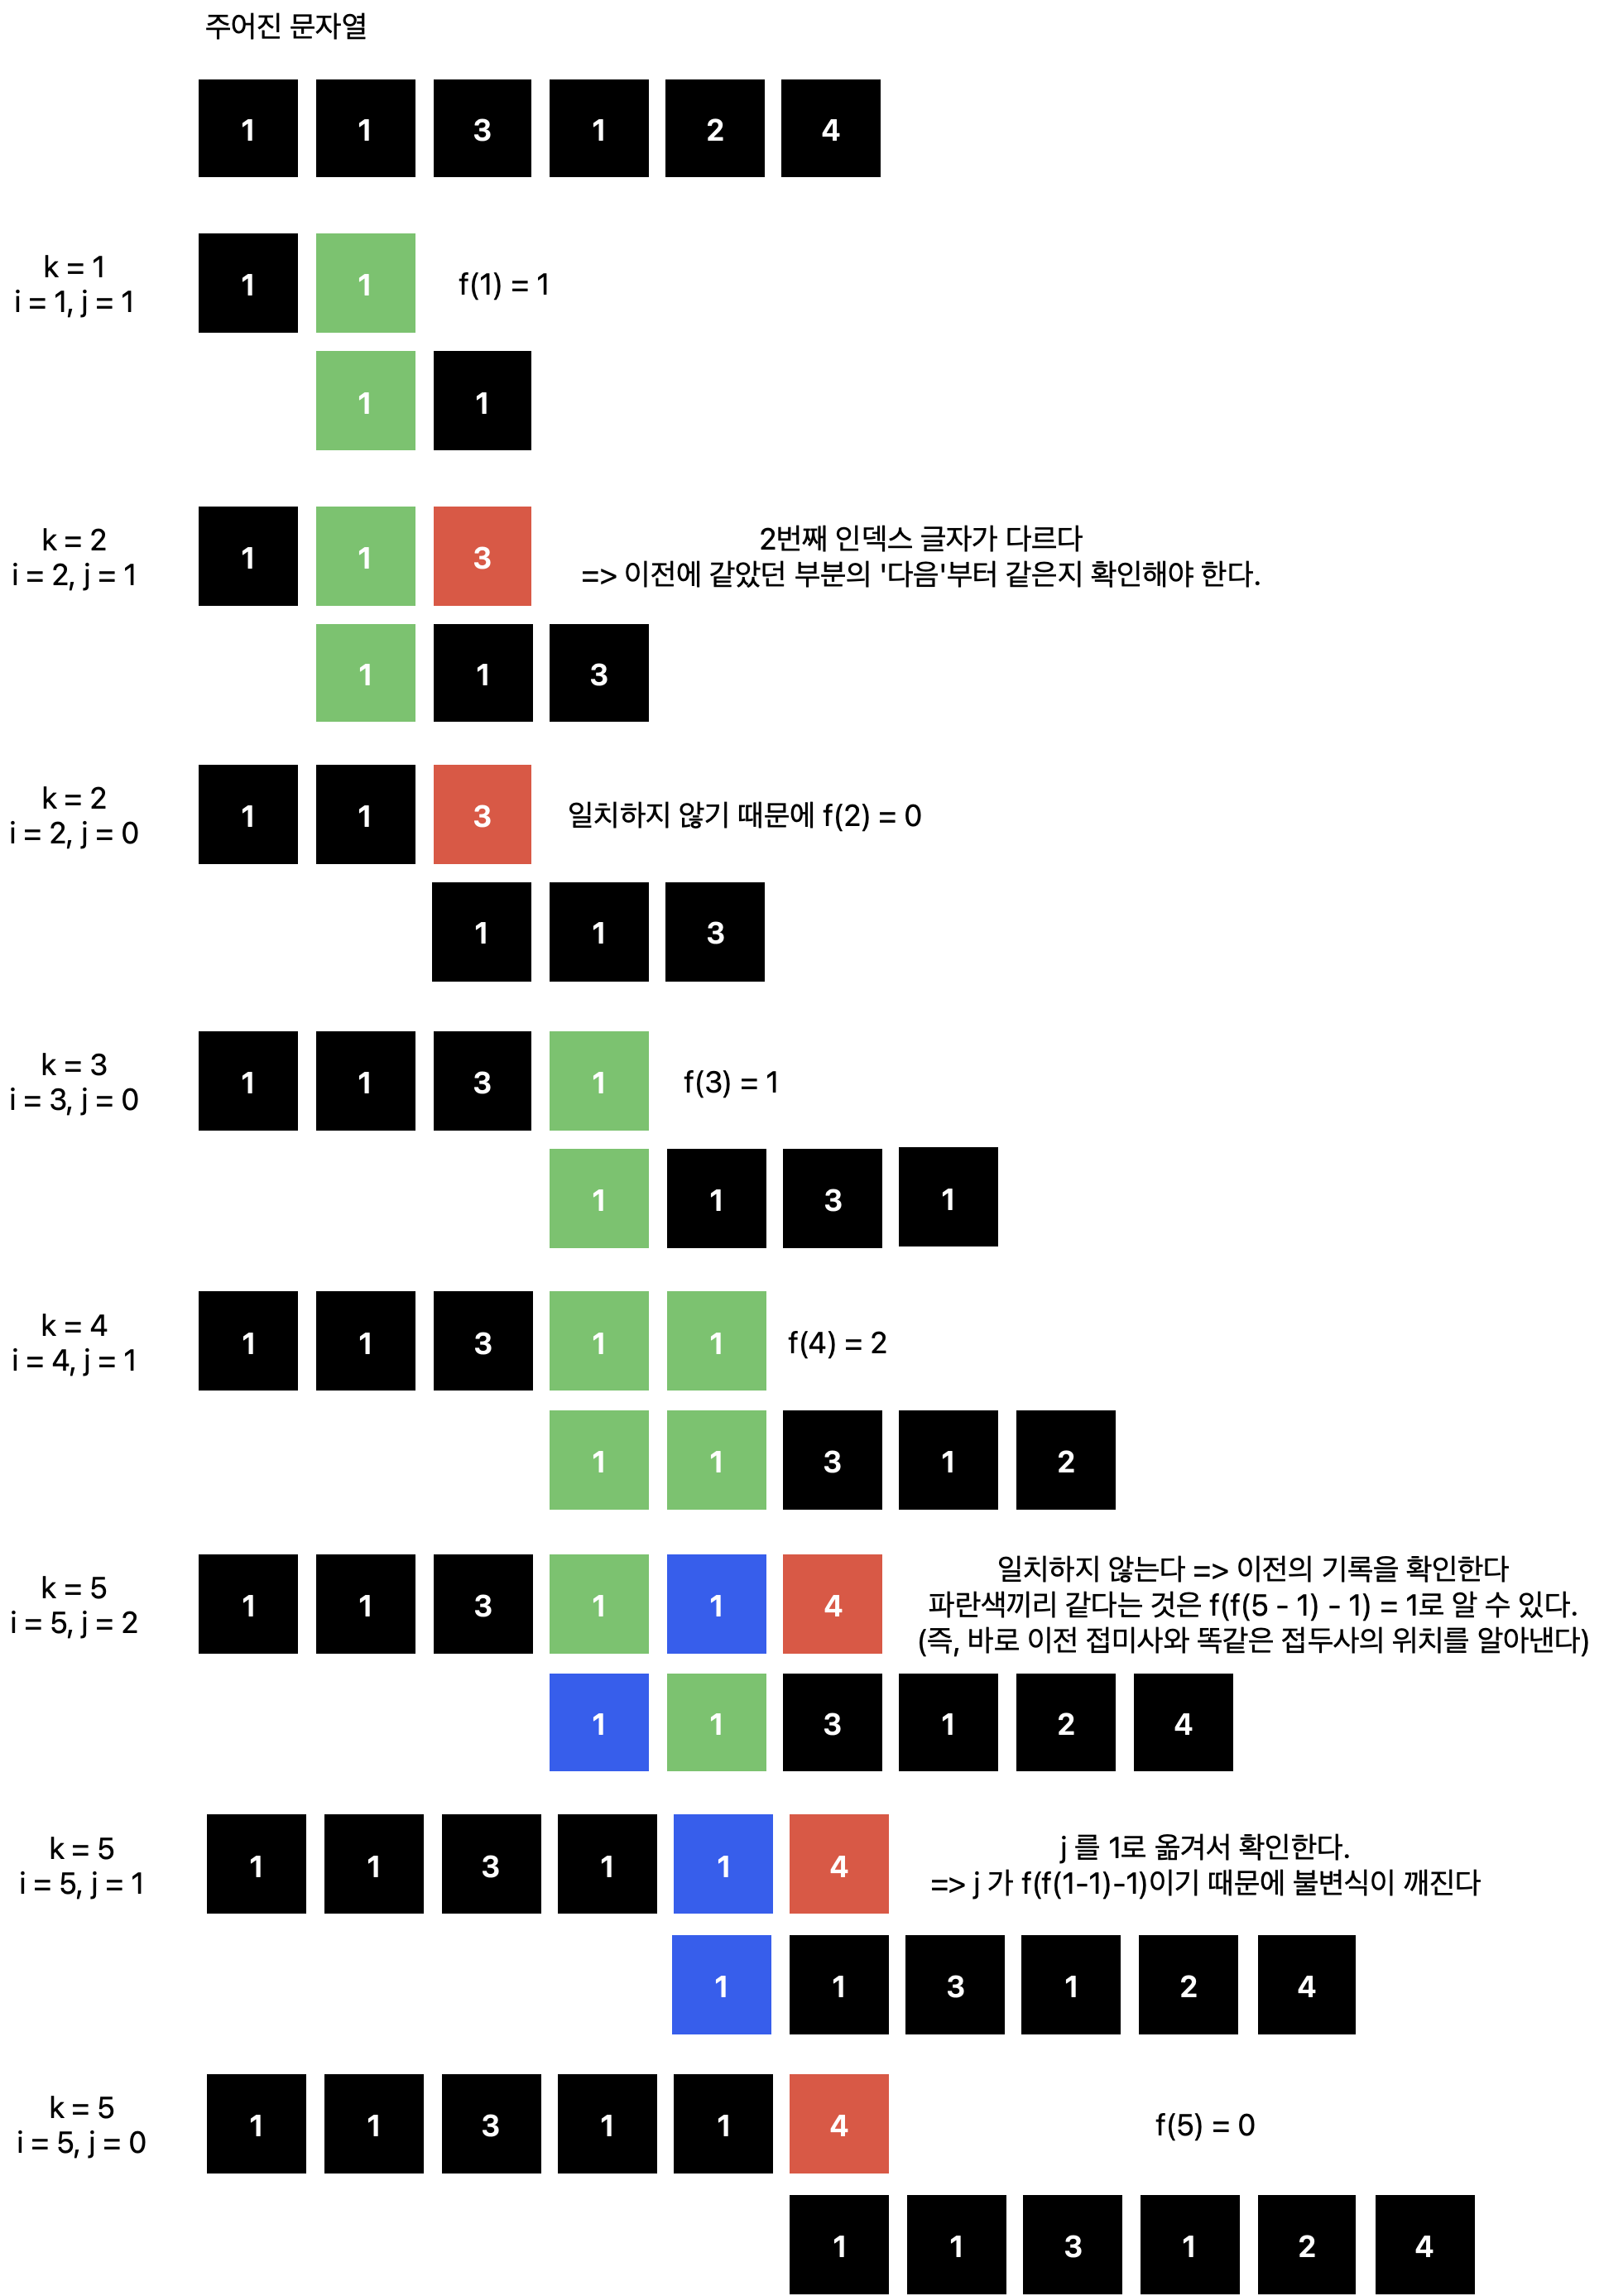 주어진 문자열
1 1 3 1 2 4
k = 1
i = 1, j = 1
1 1
f(1) = 1
1 1
k = 2
i = 2, j = 1
1 1 3
2번째 인덱스 글자가 다르다
=> 이전에 같았던 부분의 '다음'부터 같은지 확인해야 한다.
1 1 3
k = 2
i = 2, j = 0
1 1 3
일치하지 않기 때문에 f(2) = 0
1 1 3
k = 3
i = 3, j = 0
1 1 3 1
f(3) = 1
1 1 3 1
k = 4
i = 4, j = 1
1 1 3 1 1
f(4) = 2
1 1 3 1 2
k = 5
i = 5, j = 2
1 1 3 1 1 4
일치하지 않는다 => 이전의 기록을 확인한다
파란색끼리 같다는 것은 f(f(5 - 1) - 1) = 1로 알 수 있다.
(즉, 바로 이전 접미사와 똑같은 접두사의 위치를 알아낸다)
1 1 3 1 2 4
k = 5
i = 5, j = 1
1 1 3 1 1 4
j 를 1로 옮겨서 확인한다.
=> j 가 f(f(1-1)-1)이기 때문에 불변식이 깨진다
1 1 3 1 2 4
k = 5
i = 5, j = 0
1 1 3 1 1 4
f(5) = 0
1 1 3 1 2 4